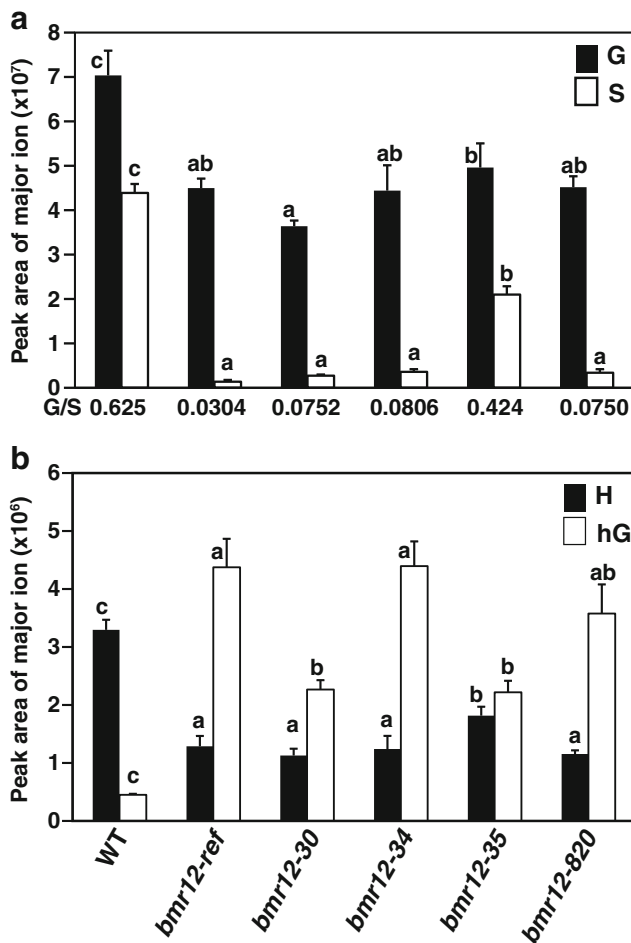 a
Peak area of major ion (x10⁷)
8
7
6
5
4
3
2
1
0
G
S
c
c
ab
a
a
a
ab
a
b
b
ab
a
G/S 0.625 0.0304 0.0752 0.0806 0.424 0.0750
b
Peak area of major ion (x10⁶)
6
5
4
3
2
1
0
H
hG
c
c
a
a
a
b
a
a
b
b
a
ab
WT
bmr12-ref
bmr12-30
bmr12-34
bmr12-35
bmr12-820